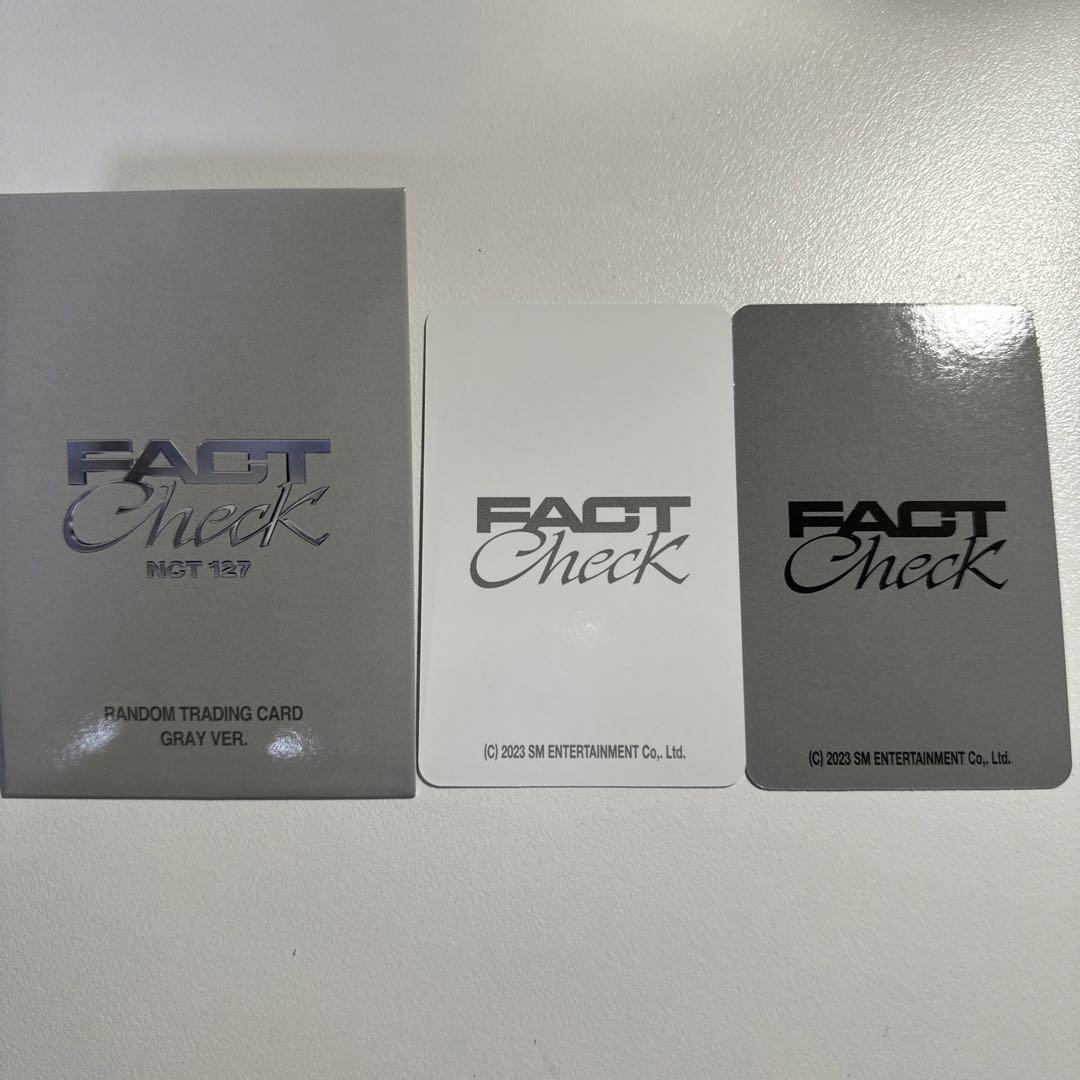 FACT
Check
NCT 127
RANDOM TRADING CARD
GRAY VER.
FACT
Check
(C) 2023 SM ENTERTAINMENT Co,. Ltd.
FACT
Check
(C) 2023 SM ENTERTAINMENT Co,. Ltd.